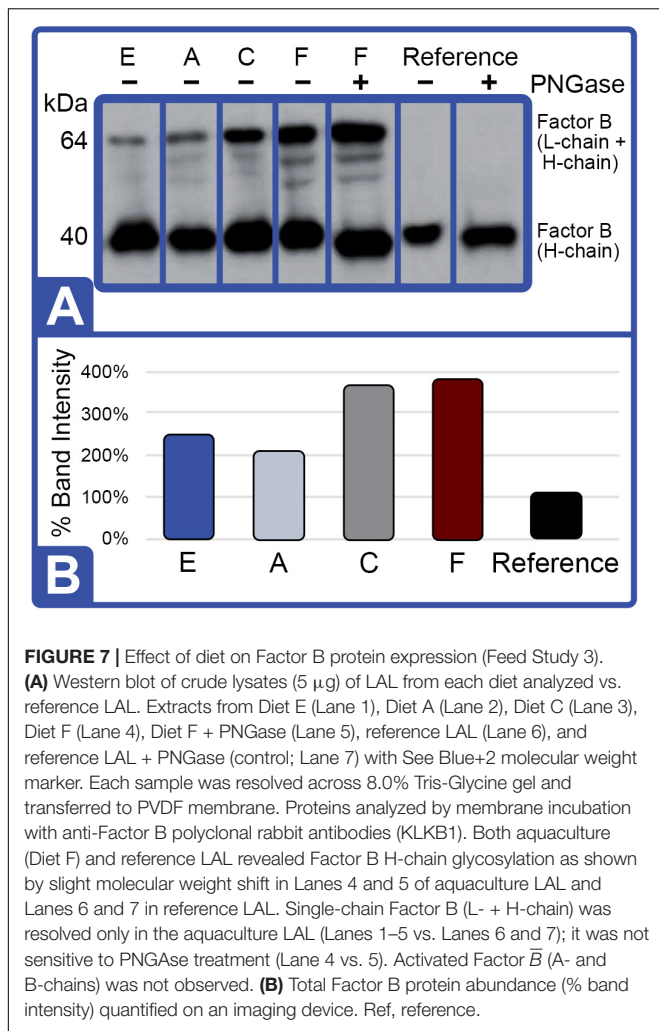 E A C F F Reference
− − − − + − + PNGase
kDa
64
Factor B
(L-chain +
H-chain)
40
Factor B
(H-chain)
A
% Band Intensity
400%
300%
200%
100%
0%
E A C F Reference
B
FIGURE 7 | Effect of diet on Factor B protein expression (Feed Study 3).
(A) Western blot of crude lysates (5 μg) of LAL from each diet analyzed vs.
reference LAL. Extracts from Diet E (Lane 1), Diet A (Lane 2), Diet C (Lane 3),
Diet F (Lane 4), Diet F + PNGase (Lane 5), reference LAL (Lane 6), and
reference LAL + PNGase (control; Lane 7) with See Blue+2 molecular weight
marker. Each sample was resolved across 8.0% Tris-Glycine gel and
transferred to PVDF membrane. Proteins analyzed by membrane incubation
with anti-Factor B polyclonal rabbit antibodies (KLKB1). Both aquaculture
(Diet F) and reference LAL revealed Factor B H-chain glycosylation as shown
by slight molecular weight shift in Lanes 4 and 5 of aquaculture LAL and
Lanes 6 and 7 in reference LAL. Single-chain Factor B (L- + H-chain) was
resolved only in the aquaculture LAL (Lanes 1–5 vs. Lanes 6 and 7); it was not
sensitive to PNGAse treatment (Lane 4 vs. 5). Activated Factor B̅ (A- and
B-chains) was not observed. (B) Total Factor B protein abundance (% band
intensity) quantified on an imaging device. Ref, reference.